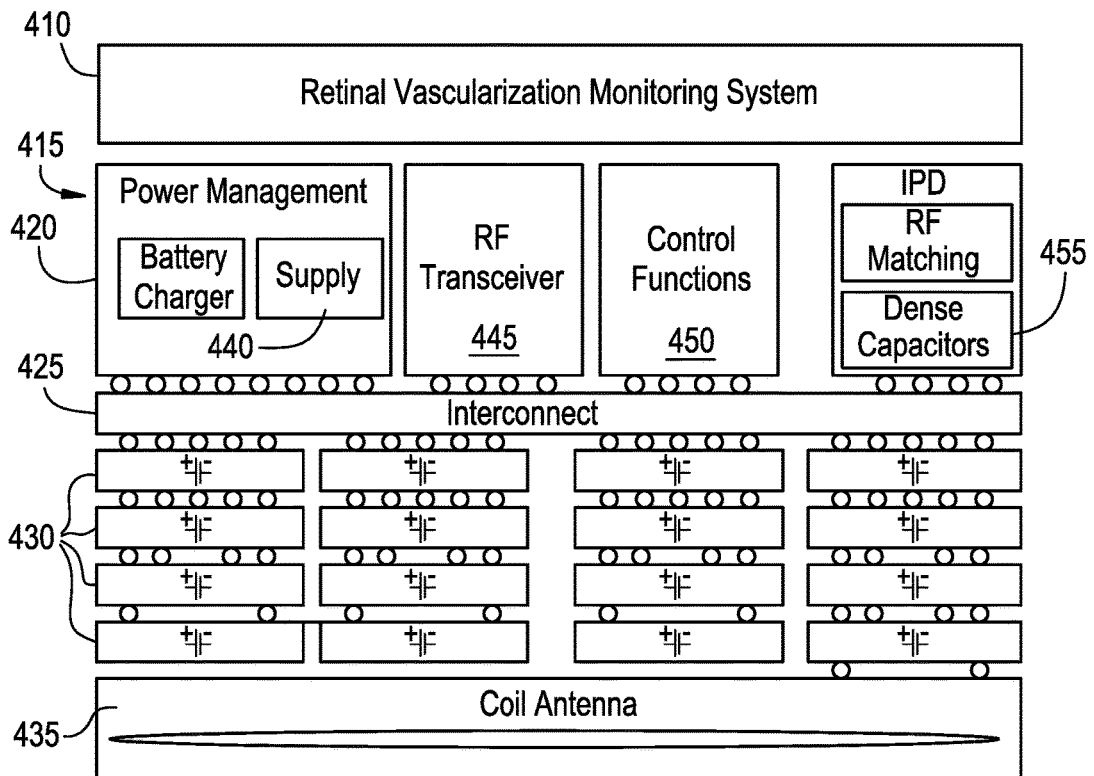 410
Retinal Vascularization Monitoring System
415
Power Management
IPD
420
Battery
Charger
Supply
440
RF
Transceiver
445
Control
Functions
450
RF
Matching
Dense
Capacitors
455
425
Interconnect
+ -
+ -
+ -
+ -
+ -
+ -
+ -
+ -
430
+ -
+ -
+ -
+ -
+ -
+ -
+ -
+ -
Coil Antenna
435